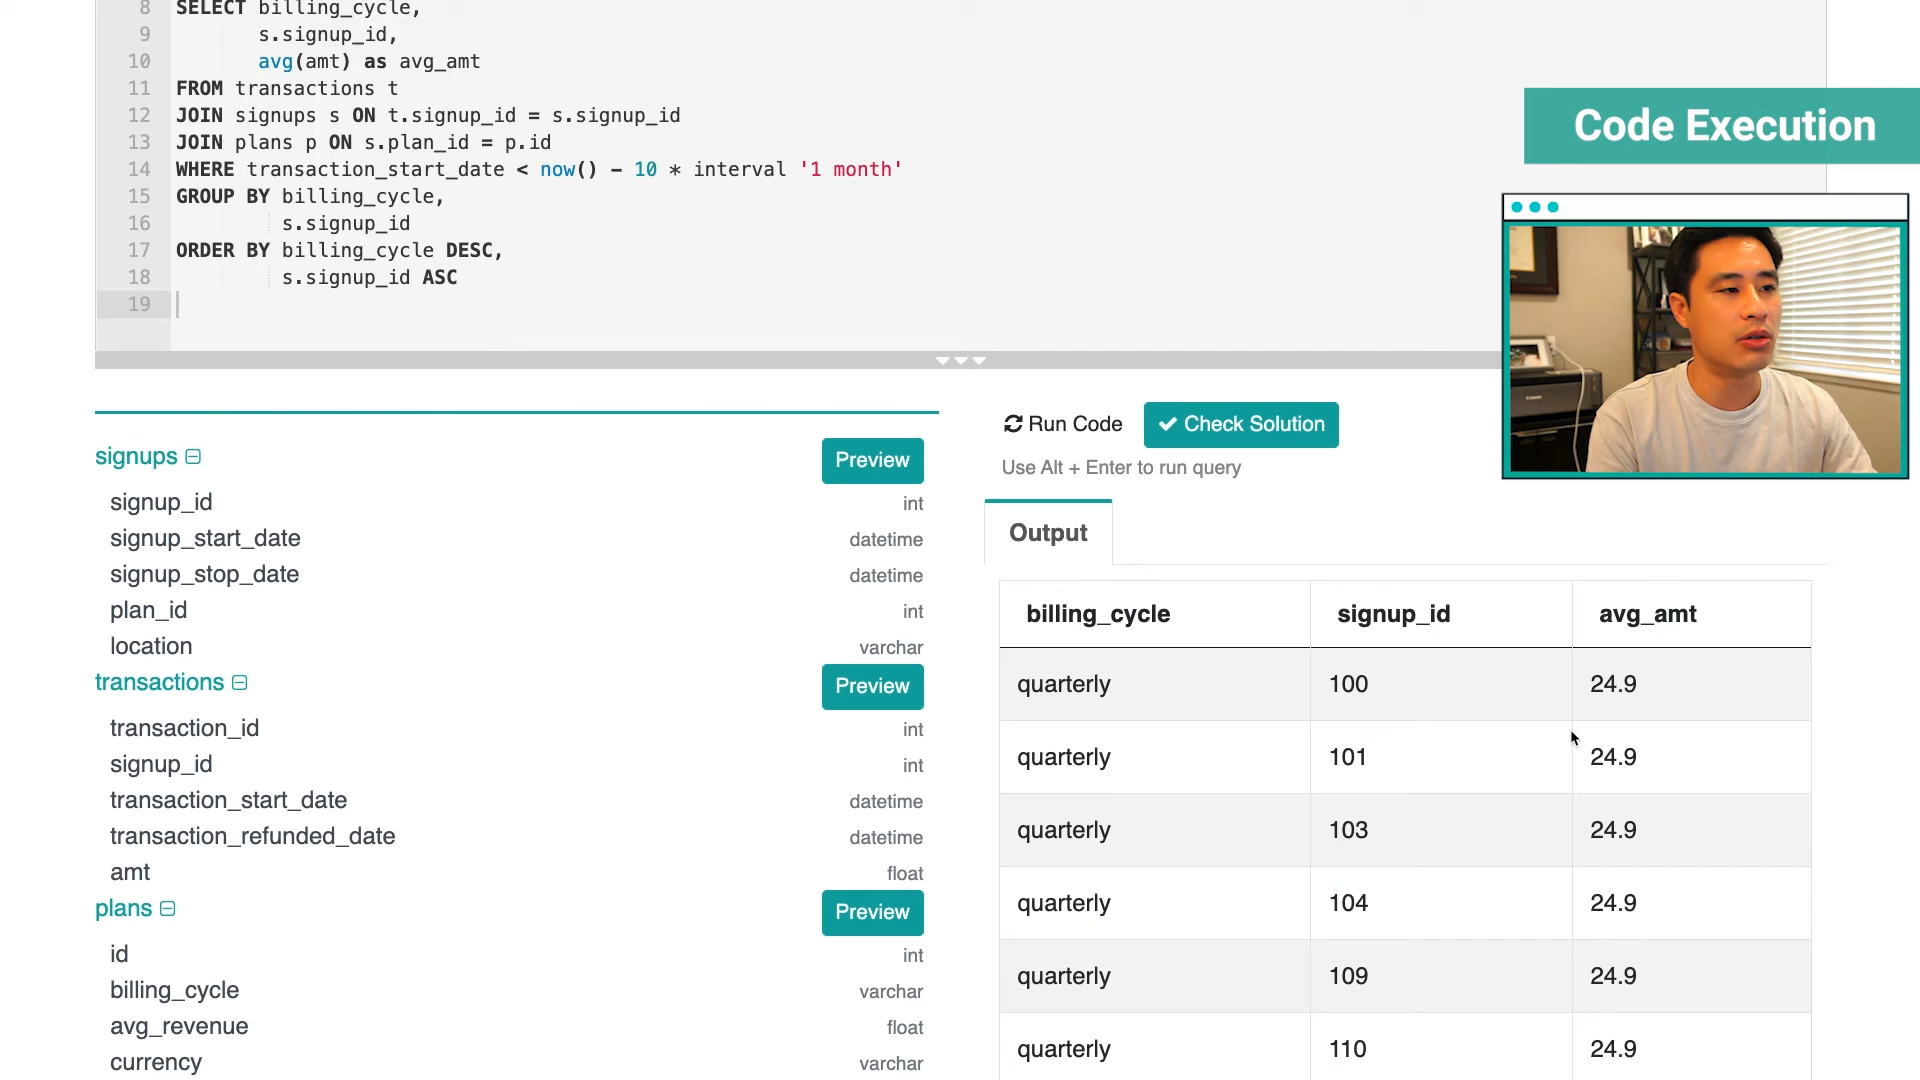 8 SELECT billing_cycle,
9 s.signup_id,
10 avg(amt) as avg_amt
11 FROM transactions t
12 JOIN signups s ON t.signup_id = s.signup_id
13 JOIN plans p ON s.plan_id = p.id
14 WHERE transaction_start_date < now() - 10 * interval '1 month'
15 GROUP BY billing_cycle,
16 s.signup_id
17 ORDER BY billing_cycle DESC,
18 s.signup_id ASC
19
Code Execution
signups
Preview
signup_id int
signup_start_date datetime
signup_stop_date datetime
plan_id int
location varchar
transactions
Preview
transaction_id int
signup_id int
transaction_start_date datetime
transaction_refunded_date datetime
amt float
plans
Preview
id int
billing_cycle varchar
avg_revenue float
currency varchar
Run Code Check Solution
Use Alt + Enter to run query
Output
billing_cycle signup_id avg_amt
quarterly 100 24.9
quarterly 101 24.9
quarterly 103 24.9
quarterly 104 24.9
quarterly 109 24.9
quarterly 110 24.9